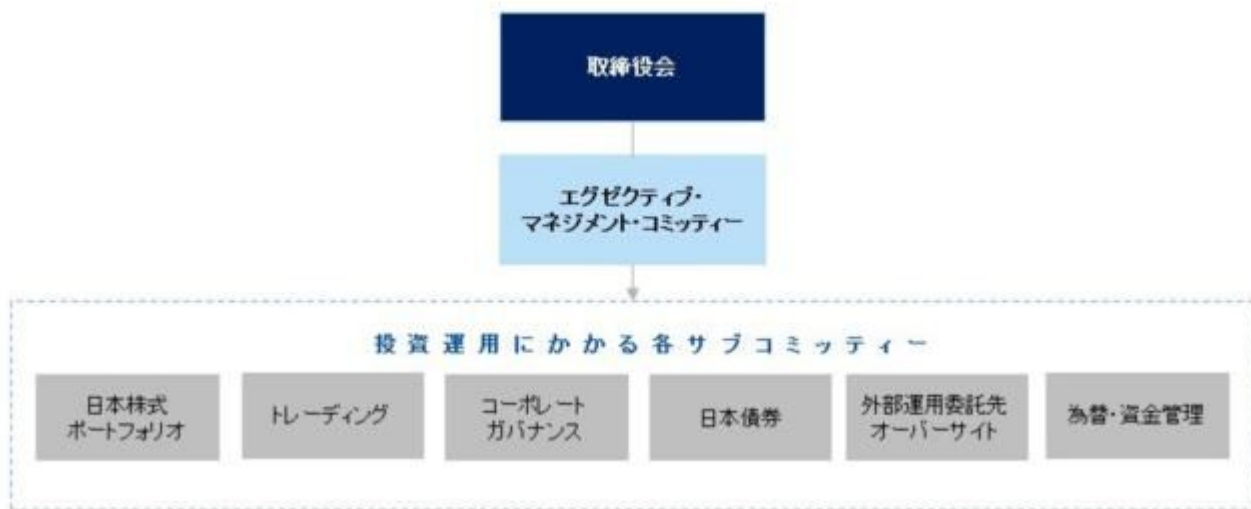 取締役会
エグゼクティブ・
マネジメント・コミッティー
投資運用にかかる各サブコミッティー
日本株式
ポートフォリオ
トレーディング
コーポレート
ガバナンス
日本債券
外部運用委託先
オーバーサイト
為替・資金管理